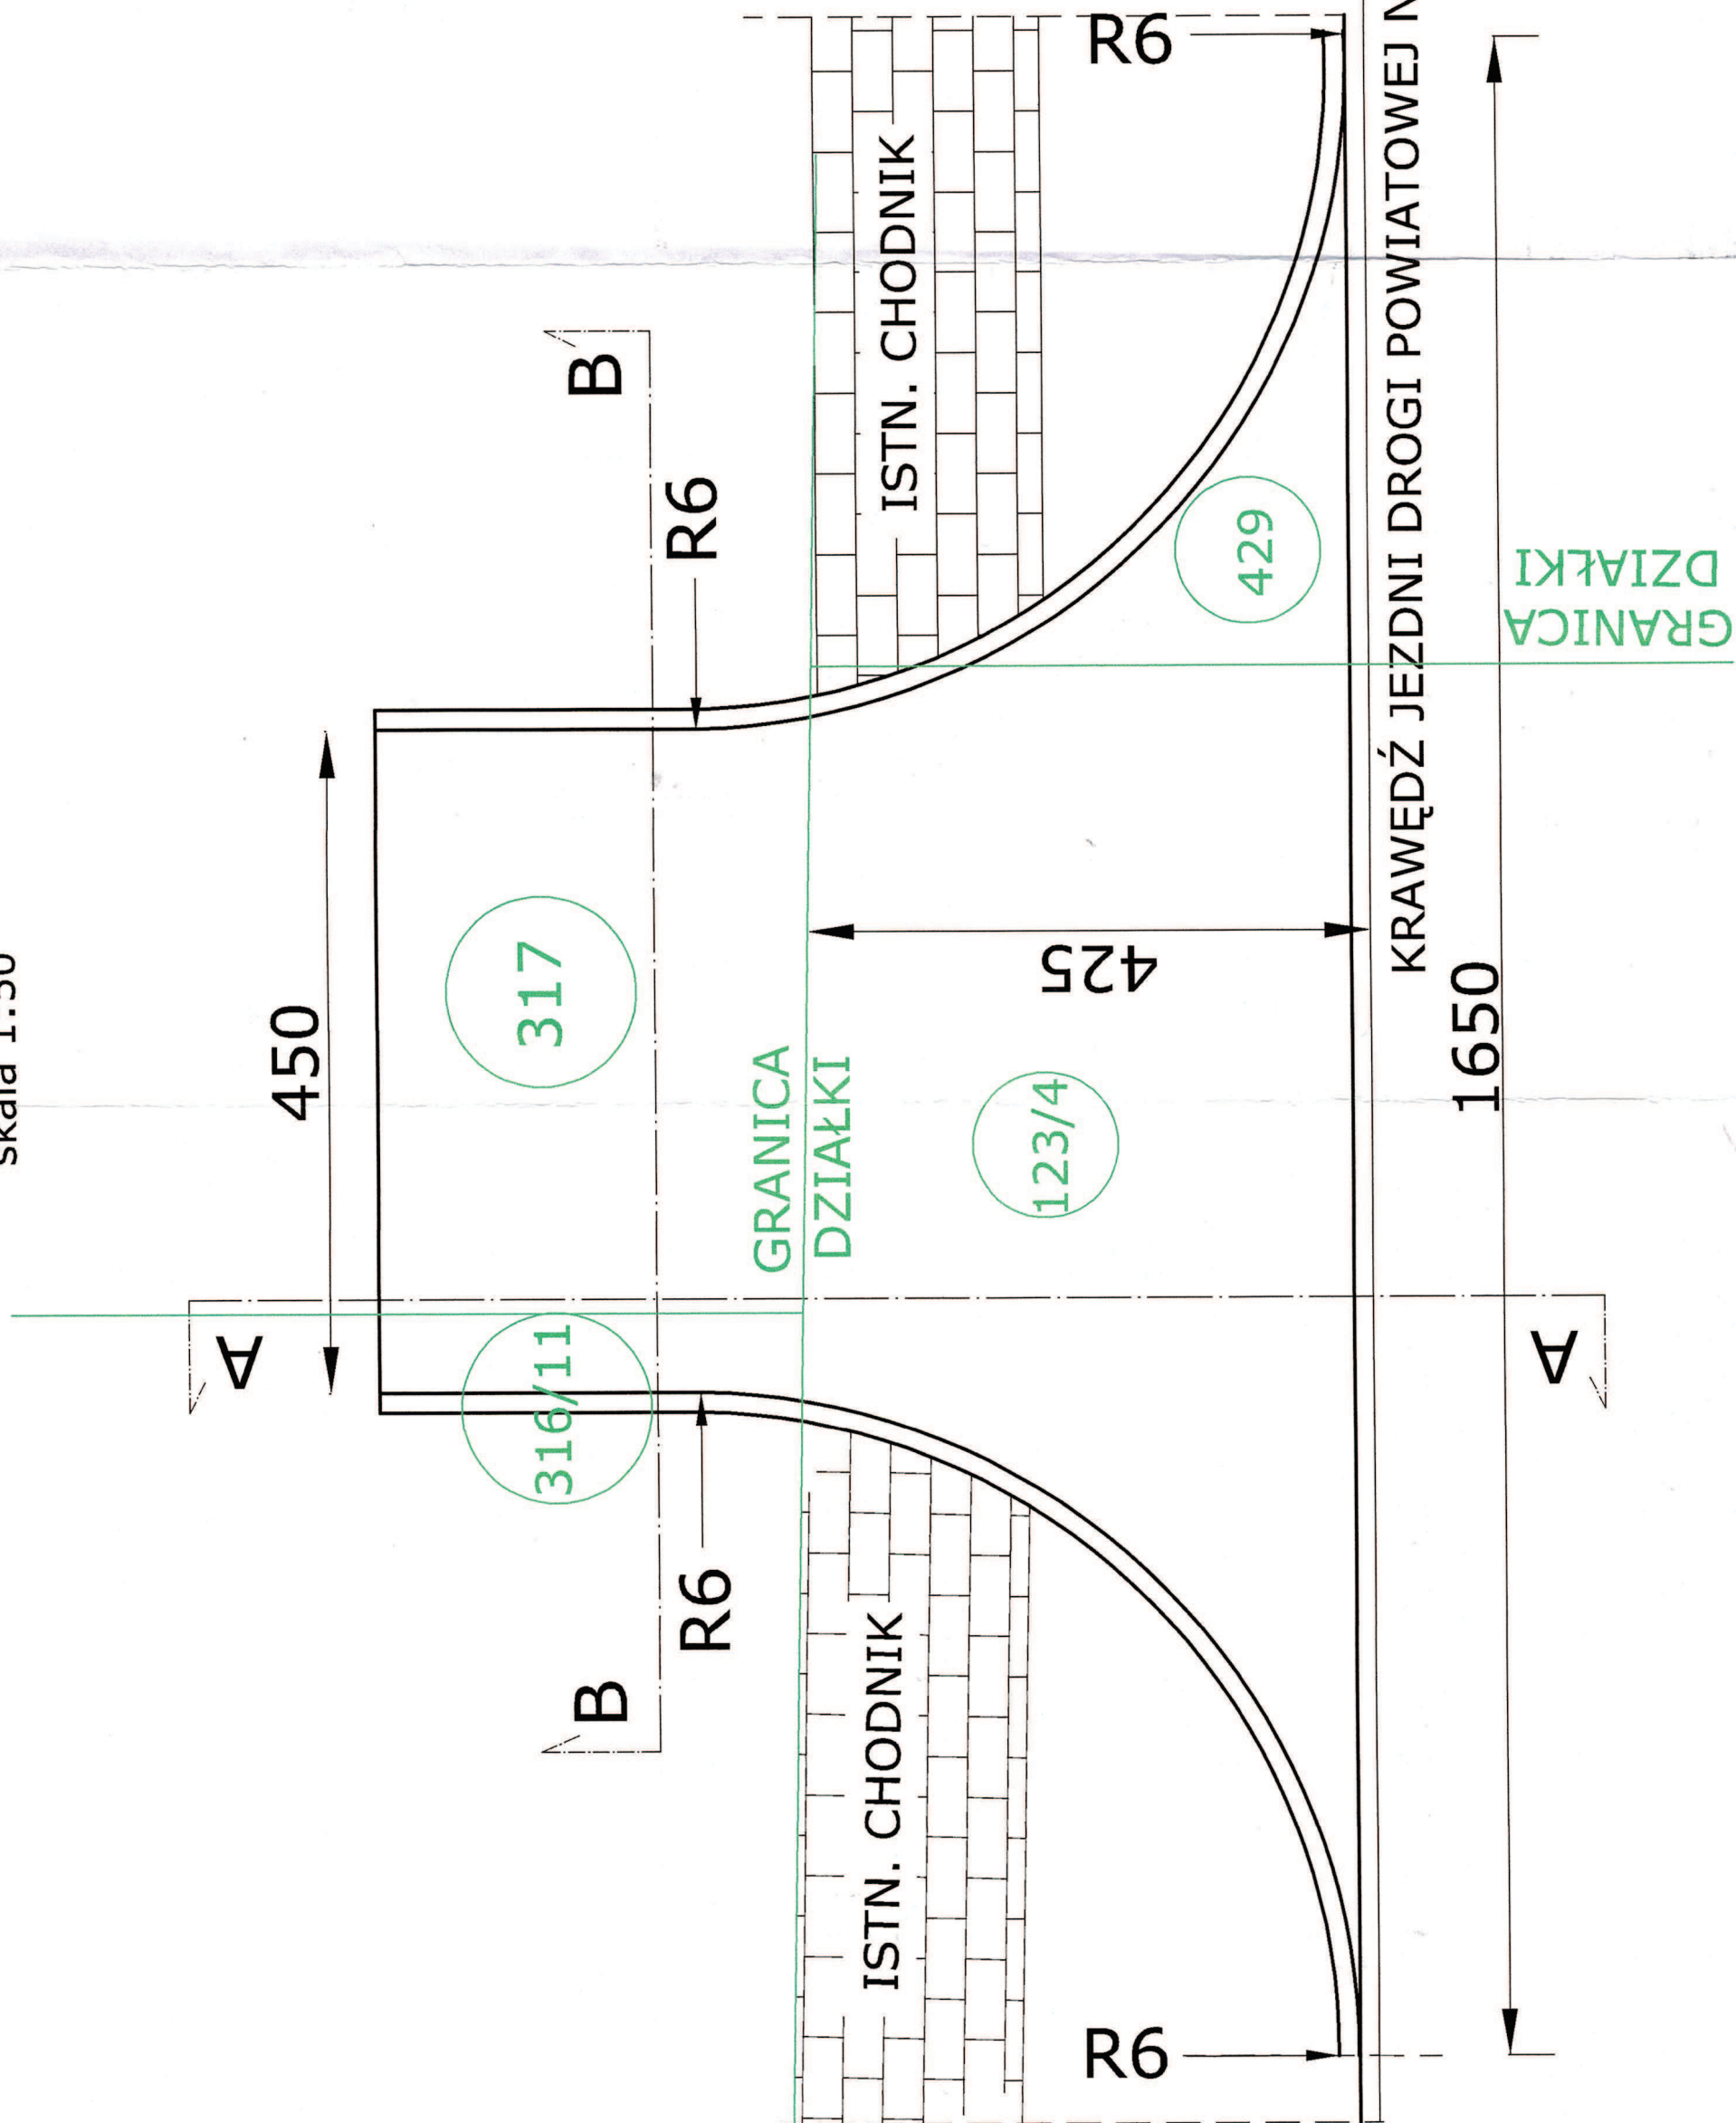 skala 1:50
450
A
A
B
B
317
316/11
R6
R6
R6
R6
GRANICA
DZIAŁKI
ISTN. CHODNIK
ISTN. CHODNIK
425
123/4
429
KRAWĘDŹ JEZDNI DROGI POWIATOWEJ
1650
GRANICA
DZIAŁKI